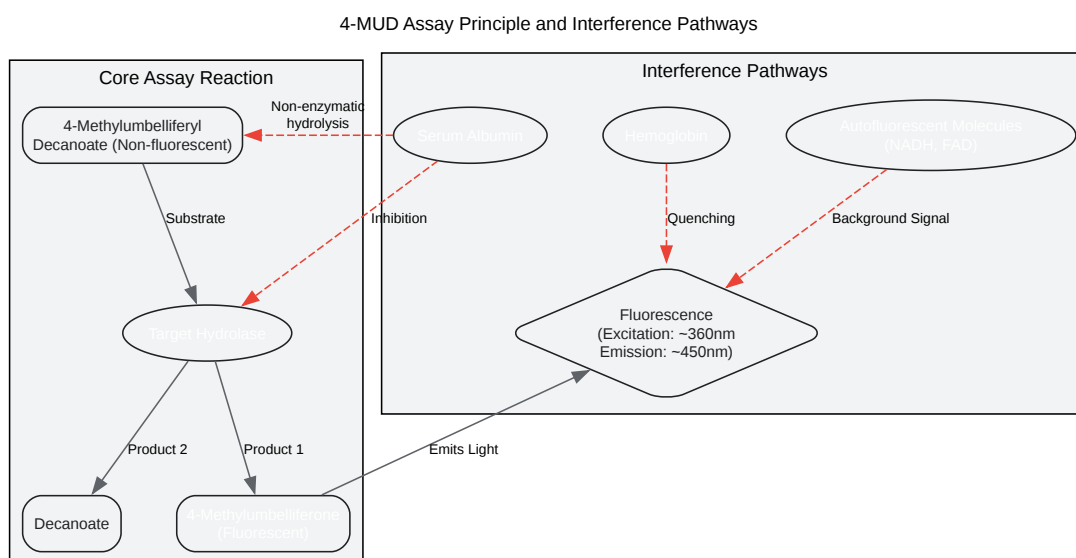 4-MUD Assay Principle and Interference Pathways
Core Assay Reaction
Interference Pathways
4-Methylumbelliferyl
Decanoate (Non-fluorescent)
Non-enzymatic
hydrolysis
Serum Albumin
Hemoglobin
Autofluorescent Molecules
(NADH, FAD)
Substrate
Inhibition
Quenching
Background Signal
Target Hydrolase
Fluorescence
(Excitation: ~360nm
Emission: ~450nm)
Product 2
Product 1
Emits Light
Decanoate
4-Methylumbelliferone
(Fluorescent)